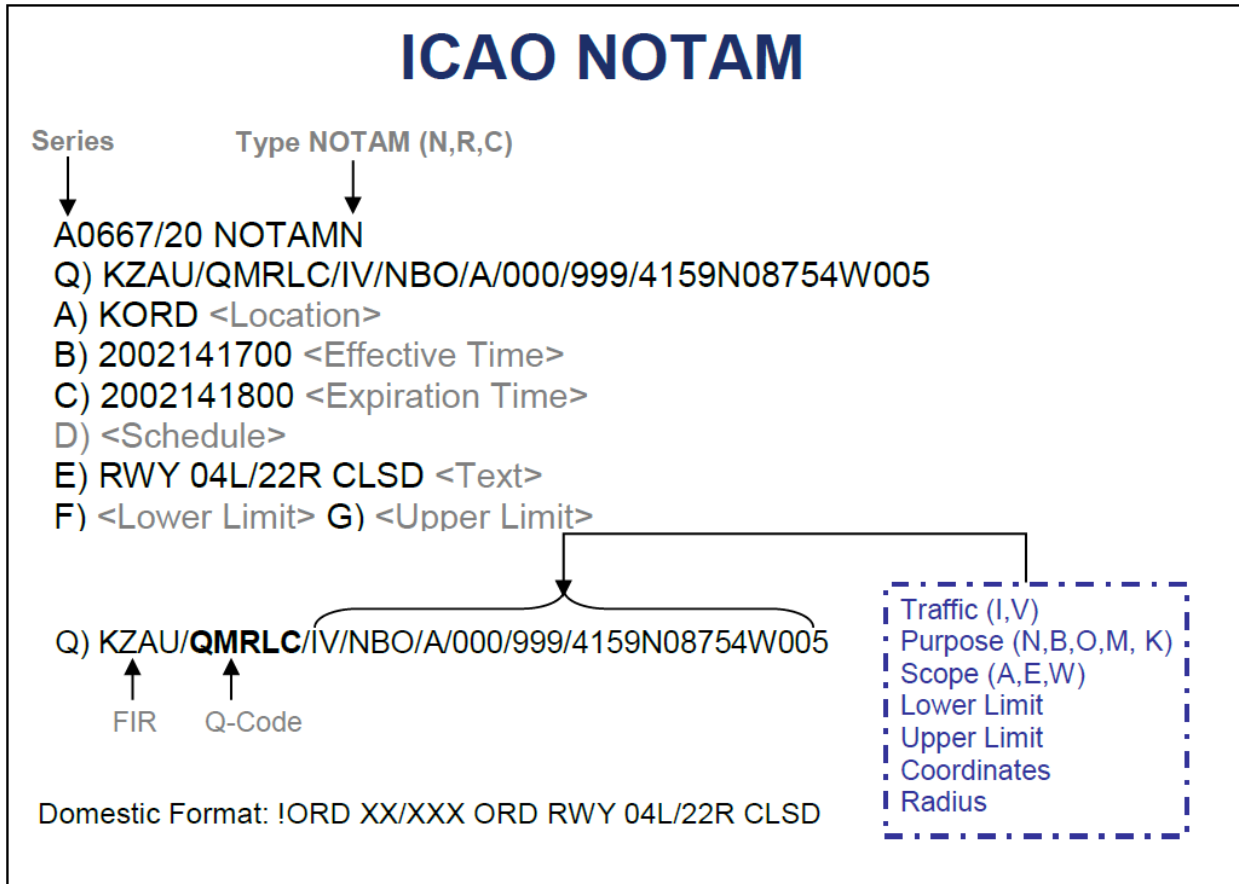 ICAO NOTAM
Series Type NOTAM (N,R,C)
A0667/20 NOTAMN
Q) KZAU/QMRLC/IV/NBO/A/000/999/4159N08754W005
A) KORD <Location>
B) 2002141700 <Effective Time>
C) 2002141800 <Expiration Time>
D) <Schedule>
E) RWY 04L/22R CLSD <Text>
F) <Lower Limit> G) <Upper Limit>
Q) KZAU/QMRLC/IV/NBO/A/000/999/4159N08754W005
FIR Q-Code
Traffic (I,V)
Purpose (N,B,O,M, K)
Scope (A,E,W)
Lower Limit
Upper Limit
Coordinates
Radius
Domestic Format: !ORD XX/XXX ORD RWY 04L/22R CLSD